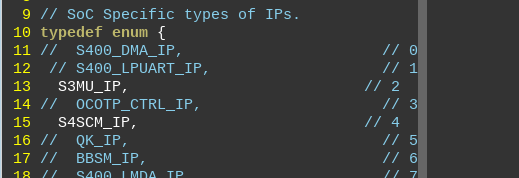 9 // SoC Specific types of IPs.
10 typedef enum {
11 //  S400_DMA_IP,                      // 0
12  // S400_LPUART_IP,                   // 1
13   S3MU_IP,                          // 2
14 //  OCOTP_CTRL_IP,                    // 3
15   S4SCM_IP,                         // 4
16 //  QK_IP,                            // 5
17 //  BBSM_IP,                          // 6
18 //  S400_LMDA_IP                      // 7